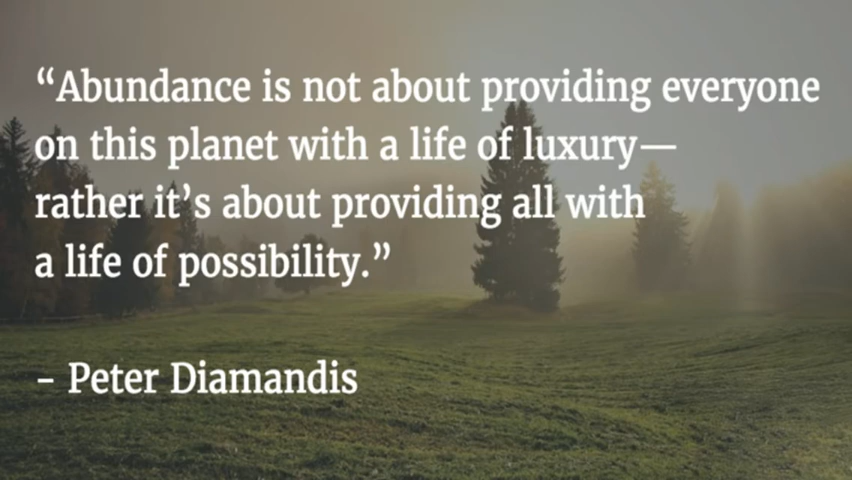 “Abundance is not about providing everyone
on this planet with a life of luxury—
rather it’s about providing all with
a life of possibility.”
– Peter Diamandis